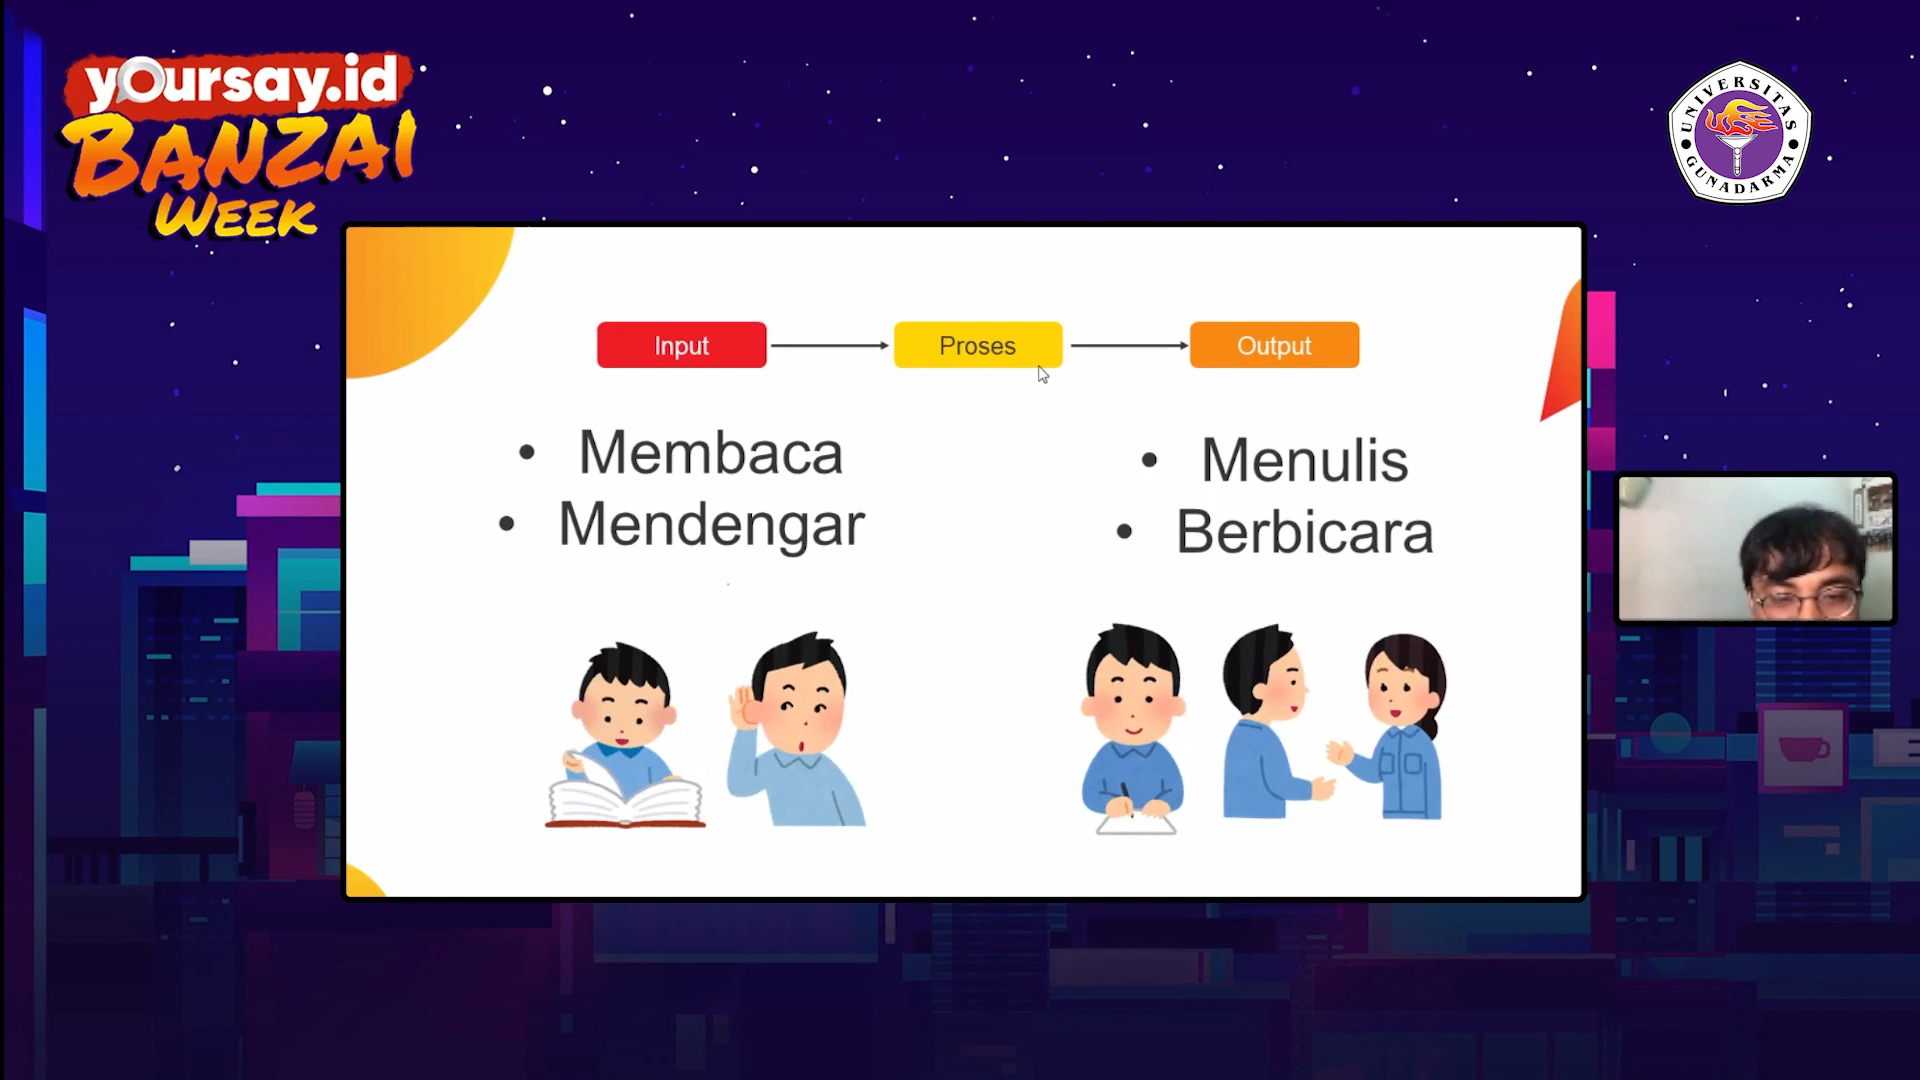 yoursay.id
BANZAI
WEEK
UNIVERSITAS
GUNADARMA
Input
Proses
Output
• Membaca
• Mendengar
• Menulis
• Berbicara